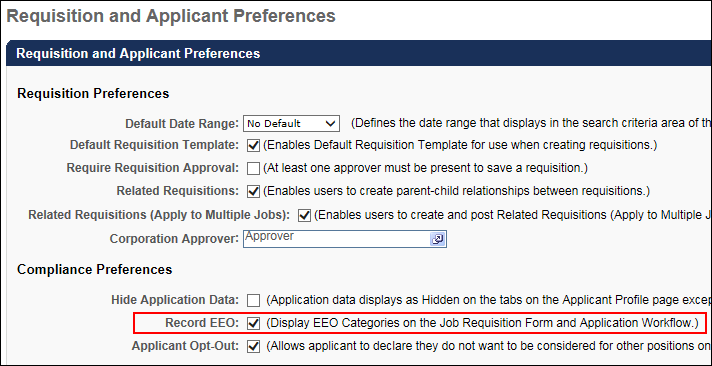 Requisition and Applicant Preferences
Requisition and Applicant Preferences
Requisition Preferences
Default Date Range: No Default (Defines the date range that displays in the search criteria area of th
Default Requisition Template: (Enables Default Requisition Template for use when creating requisitions.)
Require Requisition Approval: (At least one approver must be present to save a requisition.)
Related Requisitions: (Enables users to create parent-child relationships between requisitions.)
Related Requisitions (Apply to Multiple Jobs): (Enables users to create and post Related Requisitions (Apply to Multiple J
Corporation Approver: Approver
Compliance Preferences
Hide Application Data: (Application data displays as Hidden on the tabs on the Applicant Profile page excep
Record EEO: (Display EEO Categories on the Job Requisition Form and Application Workflow.)
Applicant Opt-Out: (Allows applicant to declare they do not want to be considered for other positions on